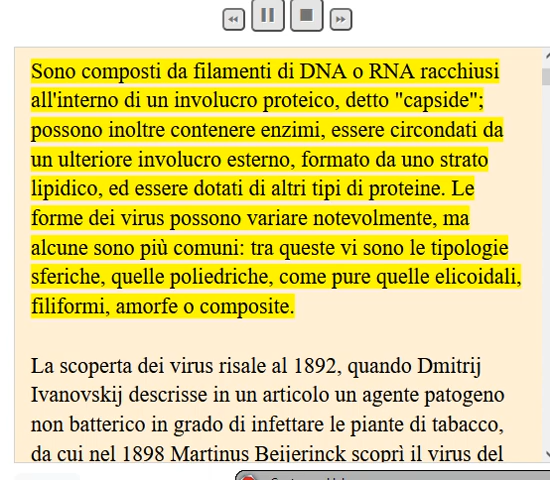 Sono composti da filamenti di DNA o RNA racchiusi
all'interno di un involucro proteico, detto "capside";
possono inoltre contenere enzimi, essere circondati da
un ulteriore involucro esterno, formato da uno strato
lipidico, ed essere dotati di altri tipi di proteine. Le
forme dei virus possono variare notevolmente, ma
alcune sono più comuni: tra queste vi sono le tipologie
sferiche, quelle poliedriche, come pure quelle elicoidali,
filiformi, amorfe o composite.
La scoperta dei virus risale al 1892, quando Dmitrij
Ivanovskij descrisse in un articolo un agente patogeno
non batterico in grado di infettare le piante di tabacco,
da cui nel 1898 Martinus Beijerinck scoprì il virus del